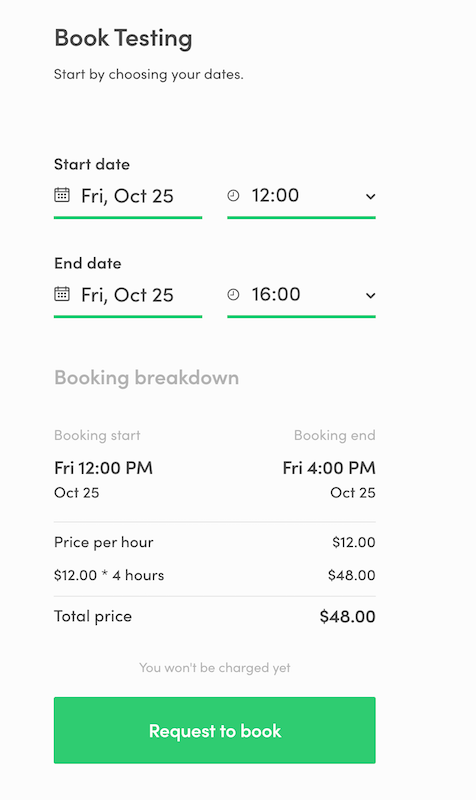 Book Testing
Start by choosing your dates.
Start date
Fri, Oct 25 12:00
End date
Fri, Oct 25 16:00
Booking breakdown
Booking start Booking end
Fri 12:00 PM Fri 4:00 PM
Oct 25 Oct 25
Price per hour $12.00
$12.00 * 4 hours $48.00
Total price $48.00
You won't be charged yet
Request to book